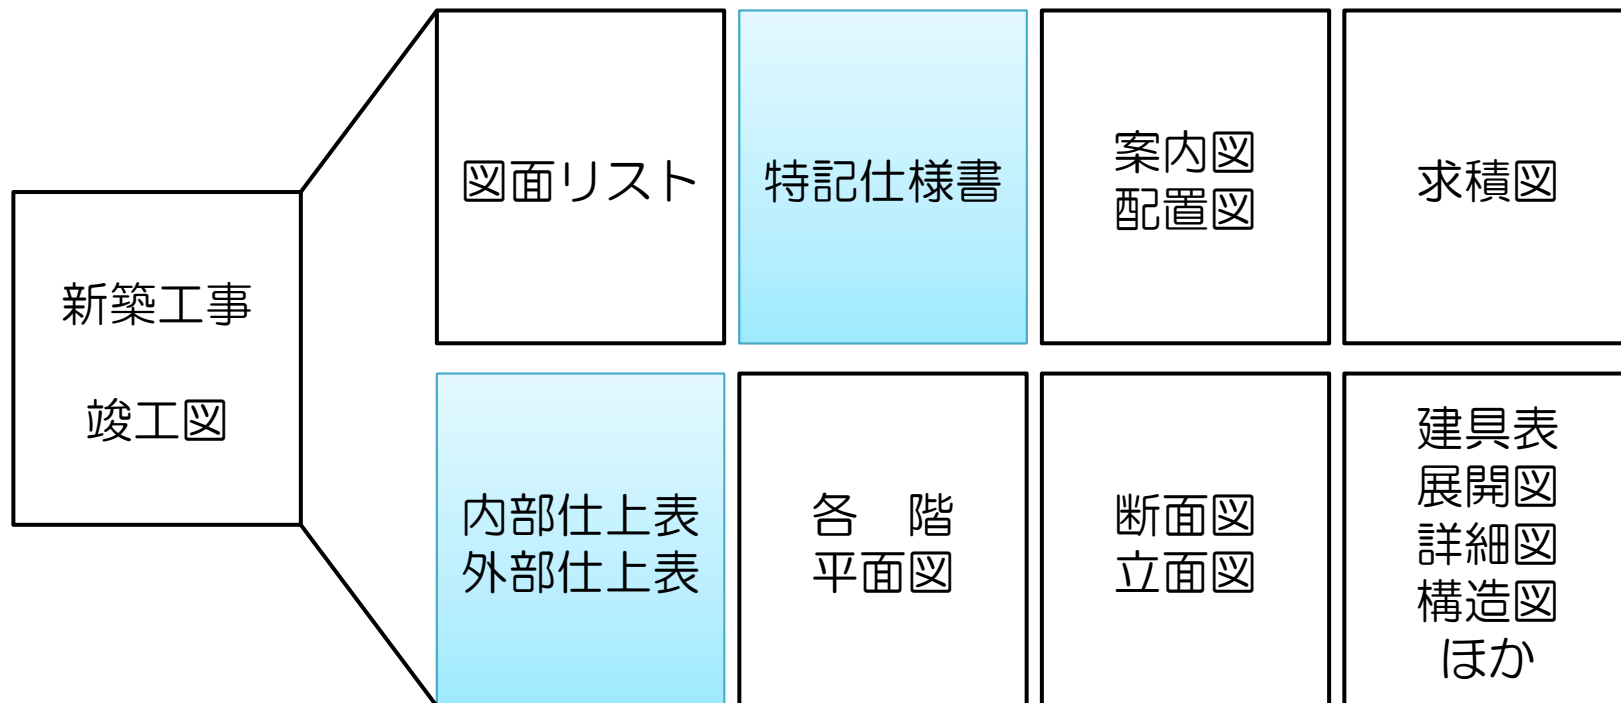 新築工事
竣工図
図面リスト
特記仕様書
案内図
配置図
求積図
内部仕上表
外部仕上表
各　階
平面図
断面図
立面図
建具表
展開図
詳細図
構造図
ほか